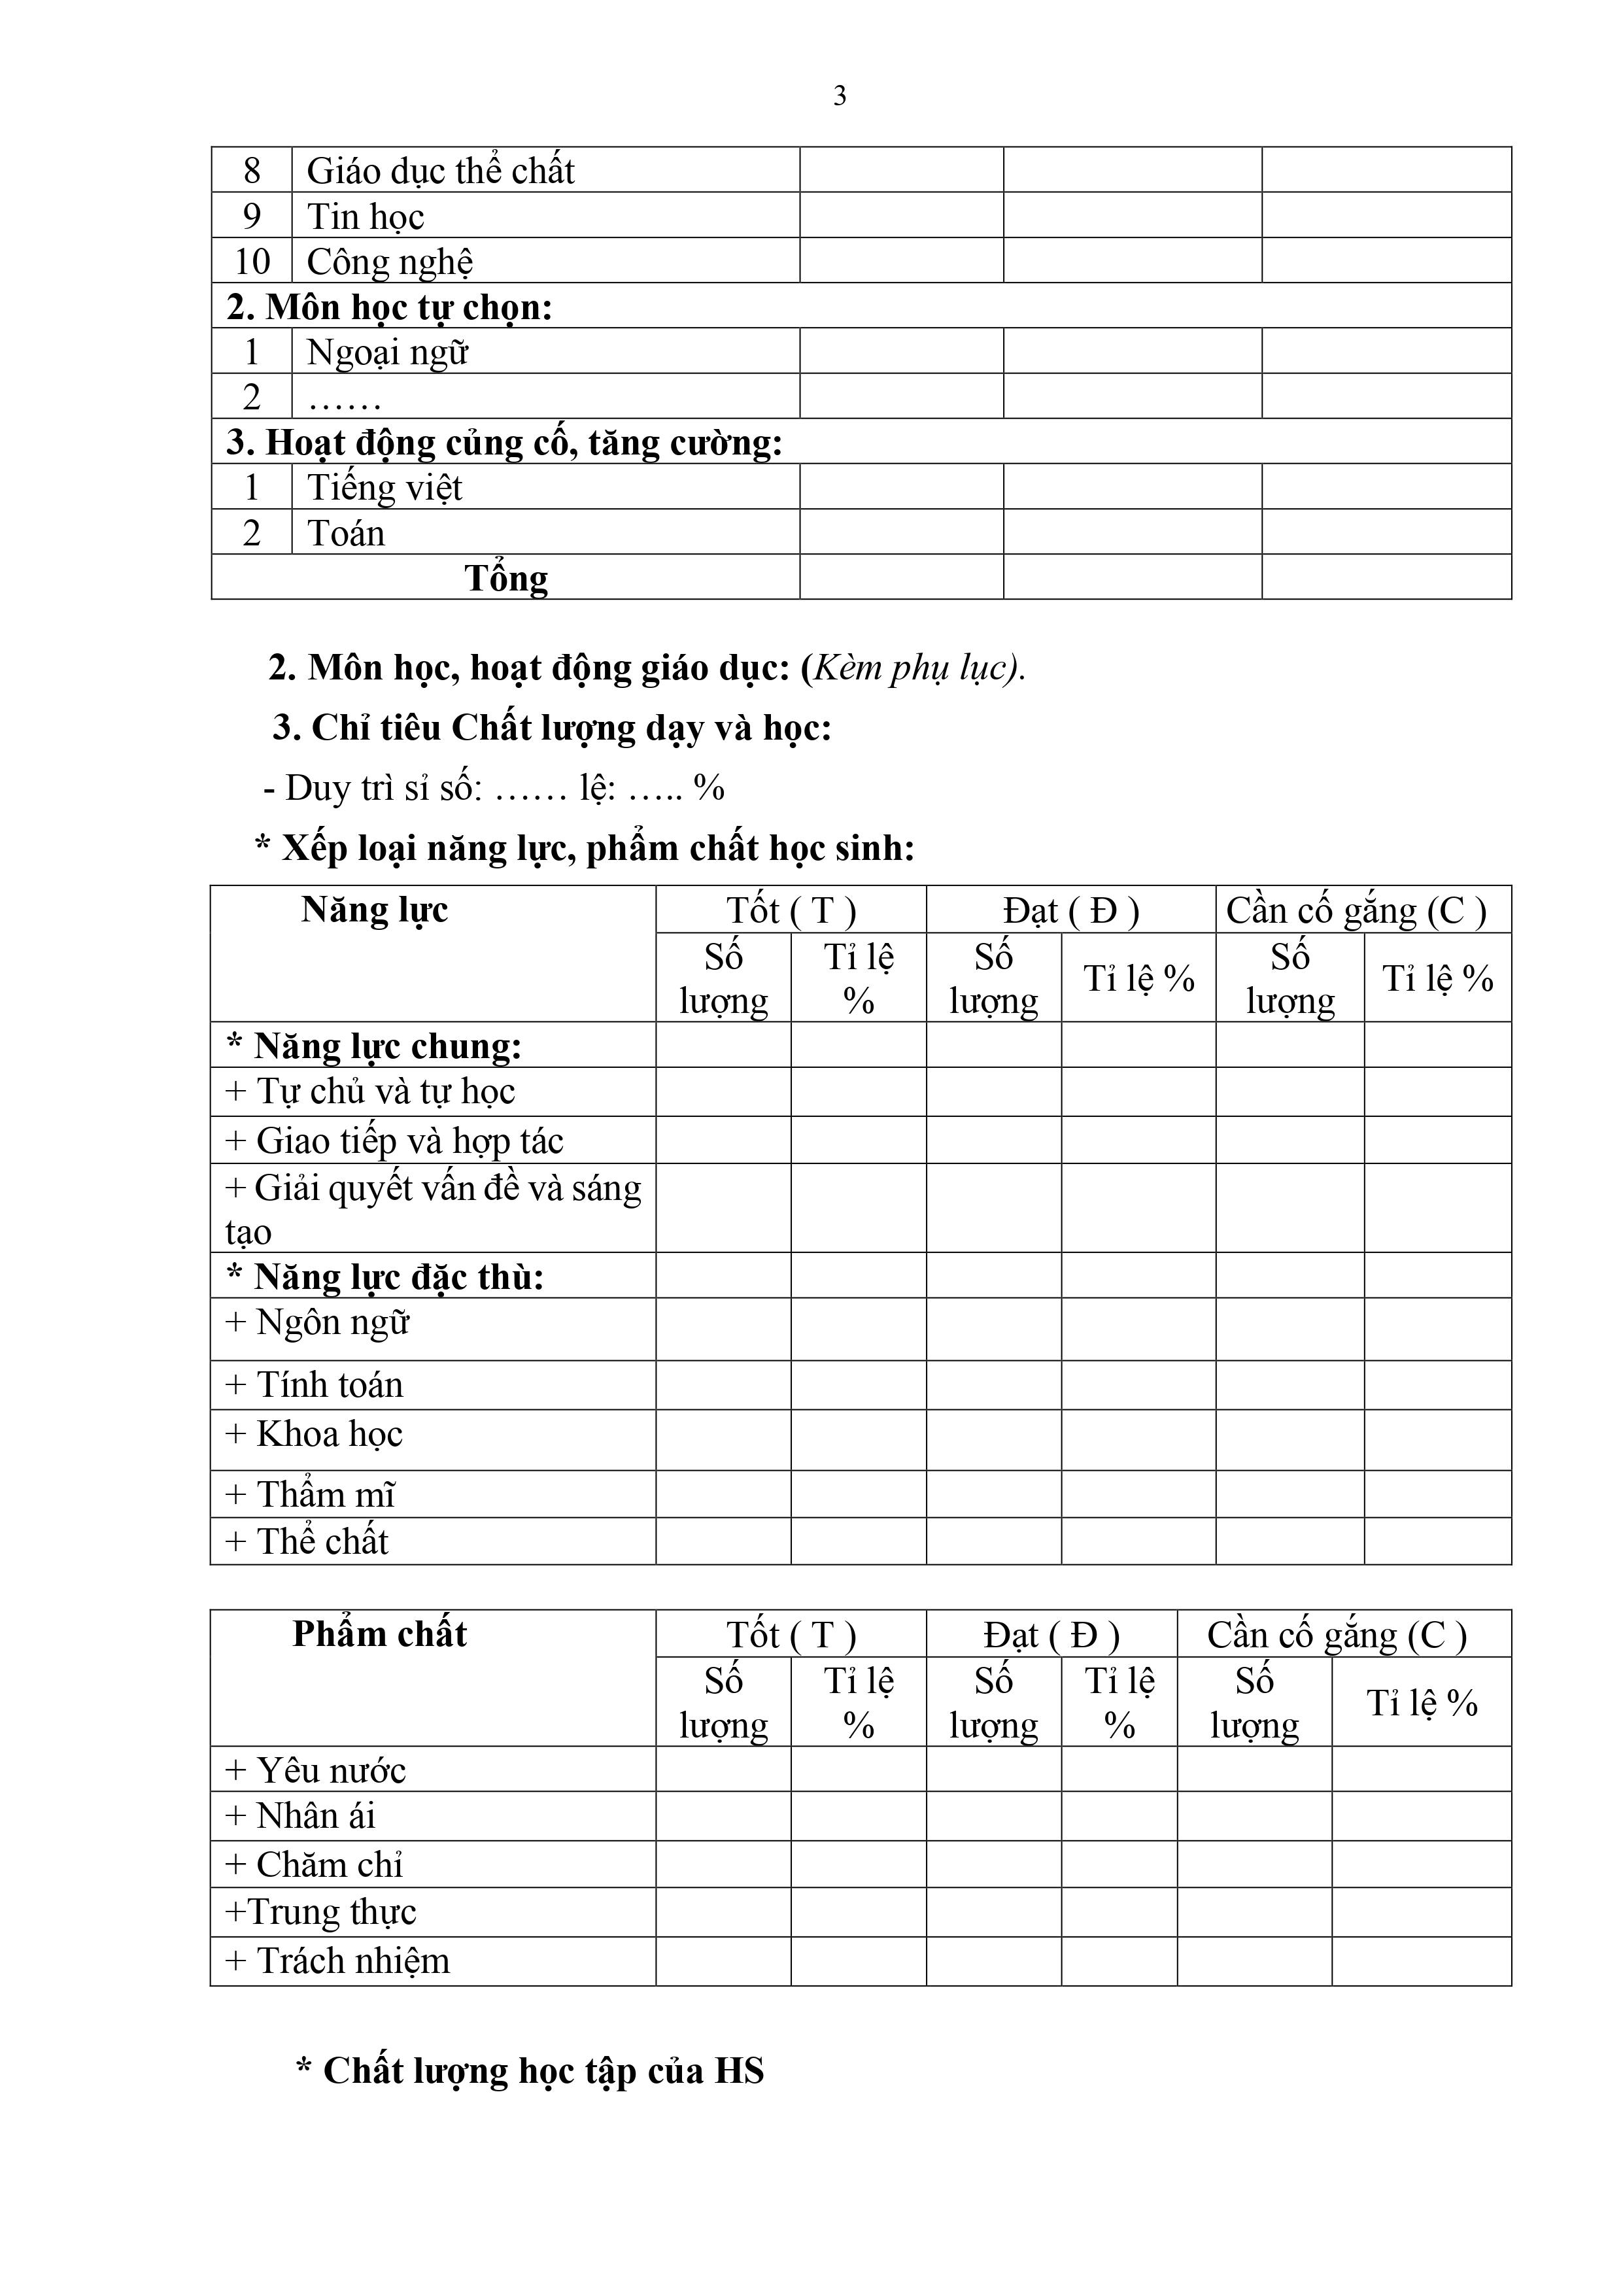 3
8 Giáo dục thể chất
9 Tin học
10 Công nghệ
2. Môn học tự chọn:
1 Ngoại ngữ
2 ……
3. Hoạt động củng cố, tăng cường:
1 Tiếng việt
2 Toán
Tổng
2. Môn học, hoạt động giáo dục: (Kèm phụ lục).
3. Chỉ tiêu Chất lượng dạy và học:
- Duy trì sỉ số: …… lệ: ….. %
* Xếp loại năng lực, phẩm chất học sinh:
Năng lực Tốt ( T ) Đạt ( Đ ) Cần cố gắng (C )
Số Tỉ lệ Số Tỉ lệ % Số Tỉ lệ %
lượng % lượng lượng
* Năng lực chung:
+ Tự chủ và tự học
+ Giao tiếp và hợp tác
+ Giải quyết vấn đề và sáng
tạo
* Năng lực đặc thù:
+ Ngôn ngữ
+ Tính toán
+ Khoa học
+ Thẩm mĩ
+ Thể chất
Phẩm chất Tốt ( T ) Đạt ( Đ ) Cần cố gắng (C )
Số Tỉ lệ Số Tỉ lệ Số Tỉ lệ %
lượng % lượng % lượng
+ Yêu nước
+ Nhân ái
+ Chăm chỉ
+Trung thực
+ Trách nhiệm
* Chất lượng học tập của HS